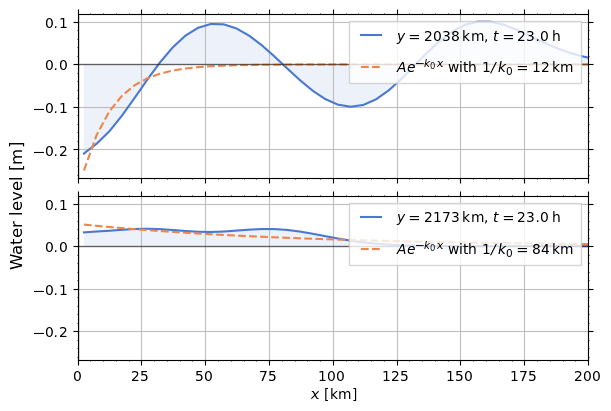 0.1
0.0
−0.1
−0.2
y = 2038 km, t = 23.0 h
Ae^{−k₀x} with 1/k₀ = 12 km
Water level [m]
0.1
0.0
−0.1
−0.2
y = 2173 km, t = 23.0 h
Ae^{−k₀x} with 1/k₀ = 84 km
0 25 50 75 100 125 150 175 200
x [km]